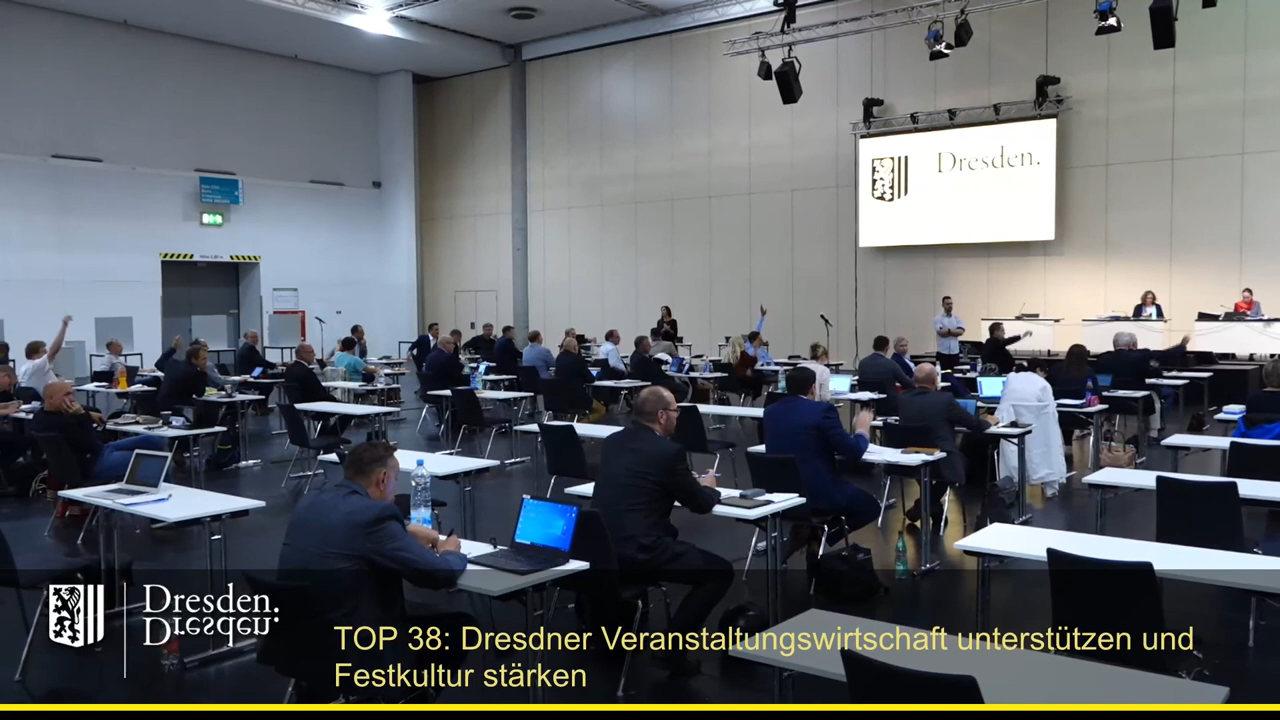 Dresden.
Dresden.
Dresden.
TOP 38: Dresdner Veranstaltungswirtschaft unterstützen und
Festkultur stärken